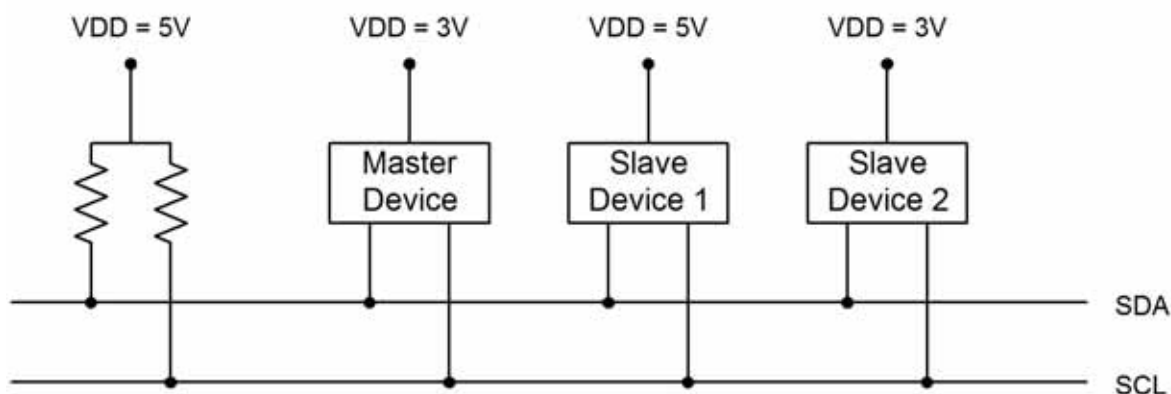 VDD = 5V
VDD = 3V
VDD = 5V
VDD = 3V
Master
Device
Slave
Device 1
Slave
Device 2
SDA
SCL